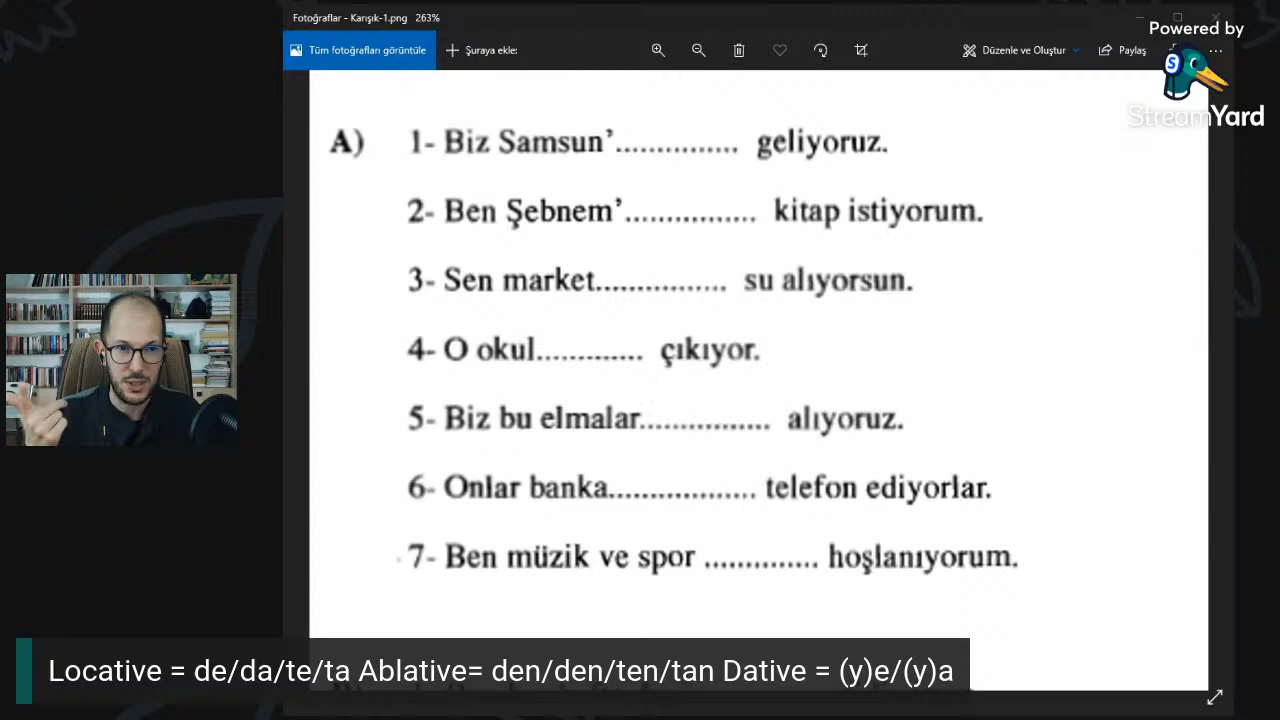 Fotoğraflar - Karışık-1.png 263%
Tüm fotoğrafları görüntüle
Şuraya ekle:
Düzenle ve Oluştur
Paylaş
Powered by
StreamYard
A) 1- Biz Samsun’............... geliyoruz.
2- Ben Şebnem’................ kitap istiyorum.
3- Sen market................ su alıyorsun.
4- O okul............. çıkıyor.
5- Biz bu elmalar................ alıyoruz.
6- Onlar banka.................. telefon ediyorlar.
7- Ben müzik ve spor .............. hoşlanıyorum.
Locative = de/da/te/ta Ablative= den/den/ten/tan Dative = (y)e/(y)a